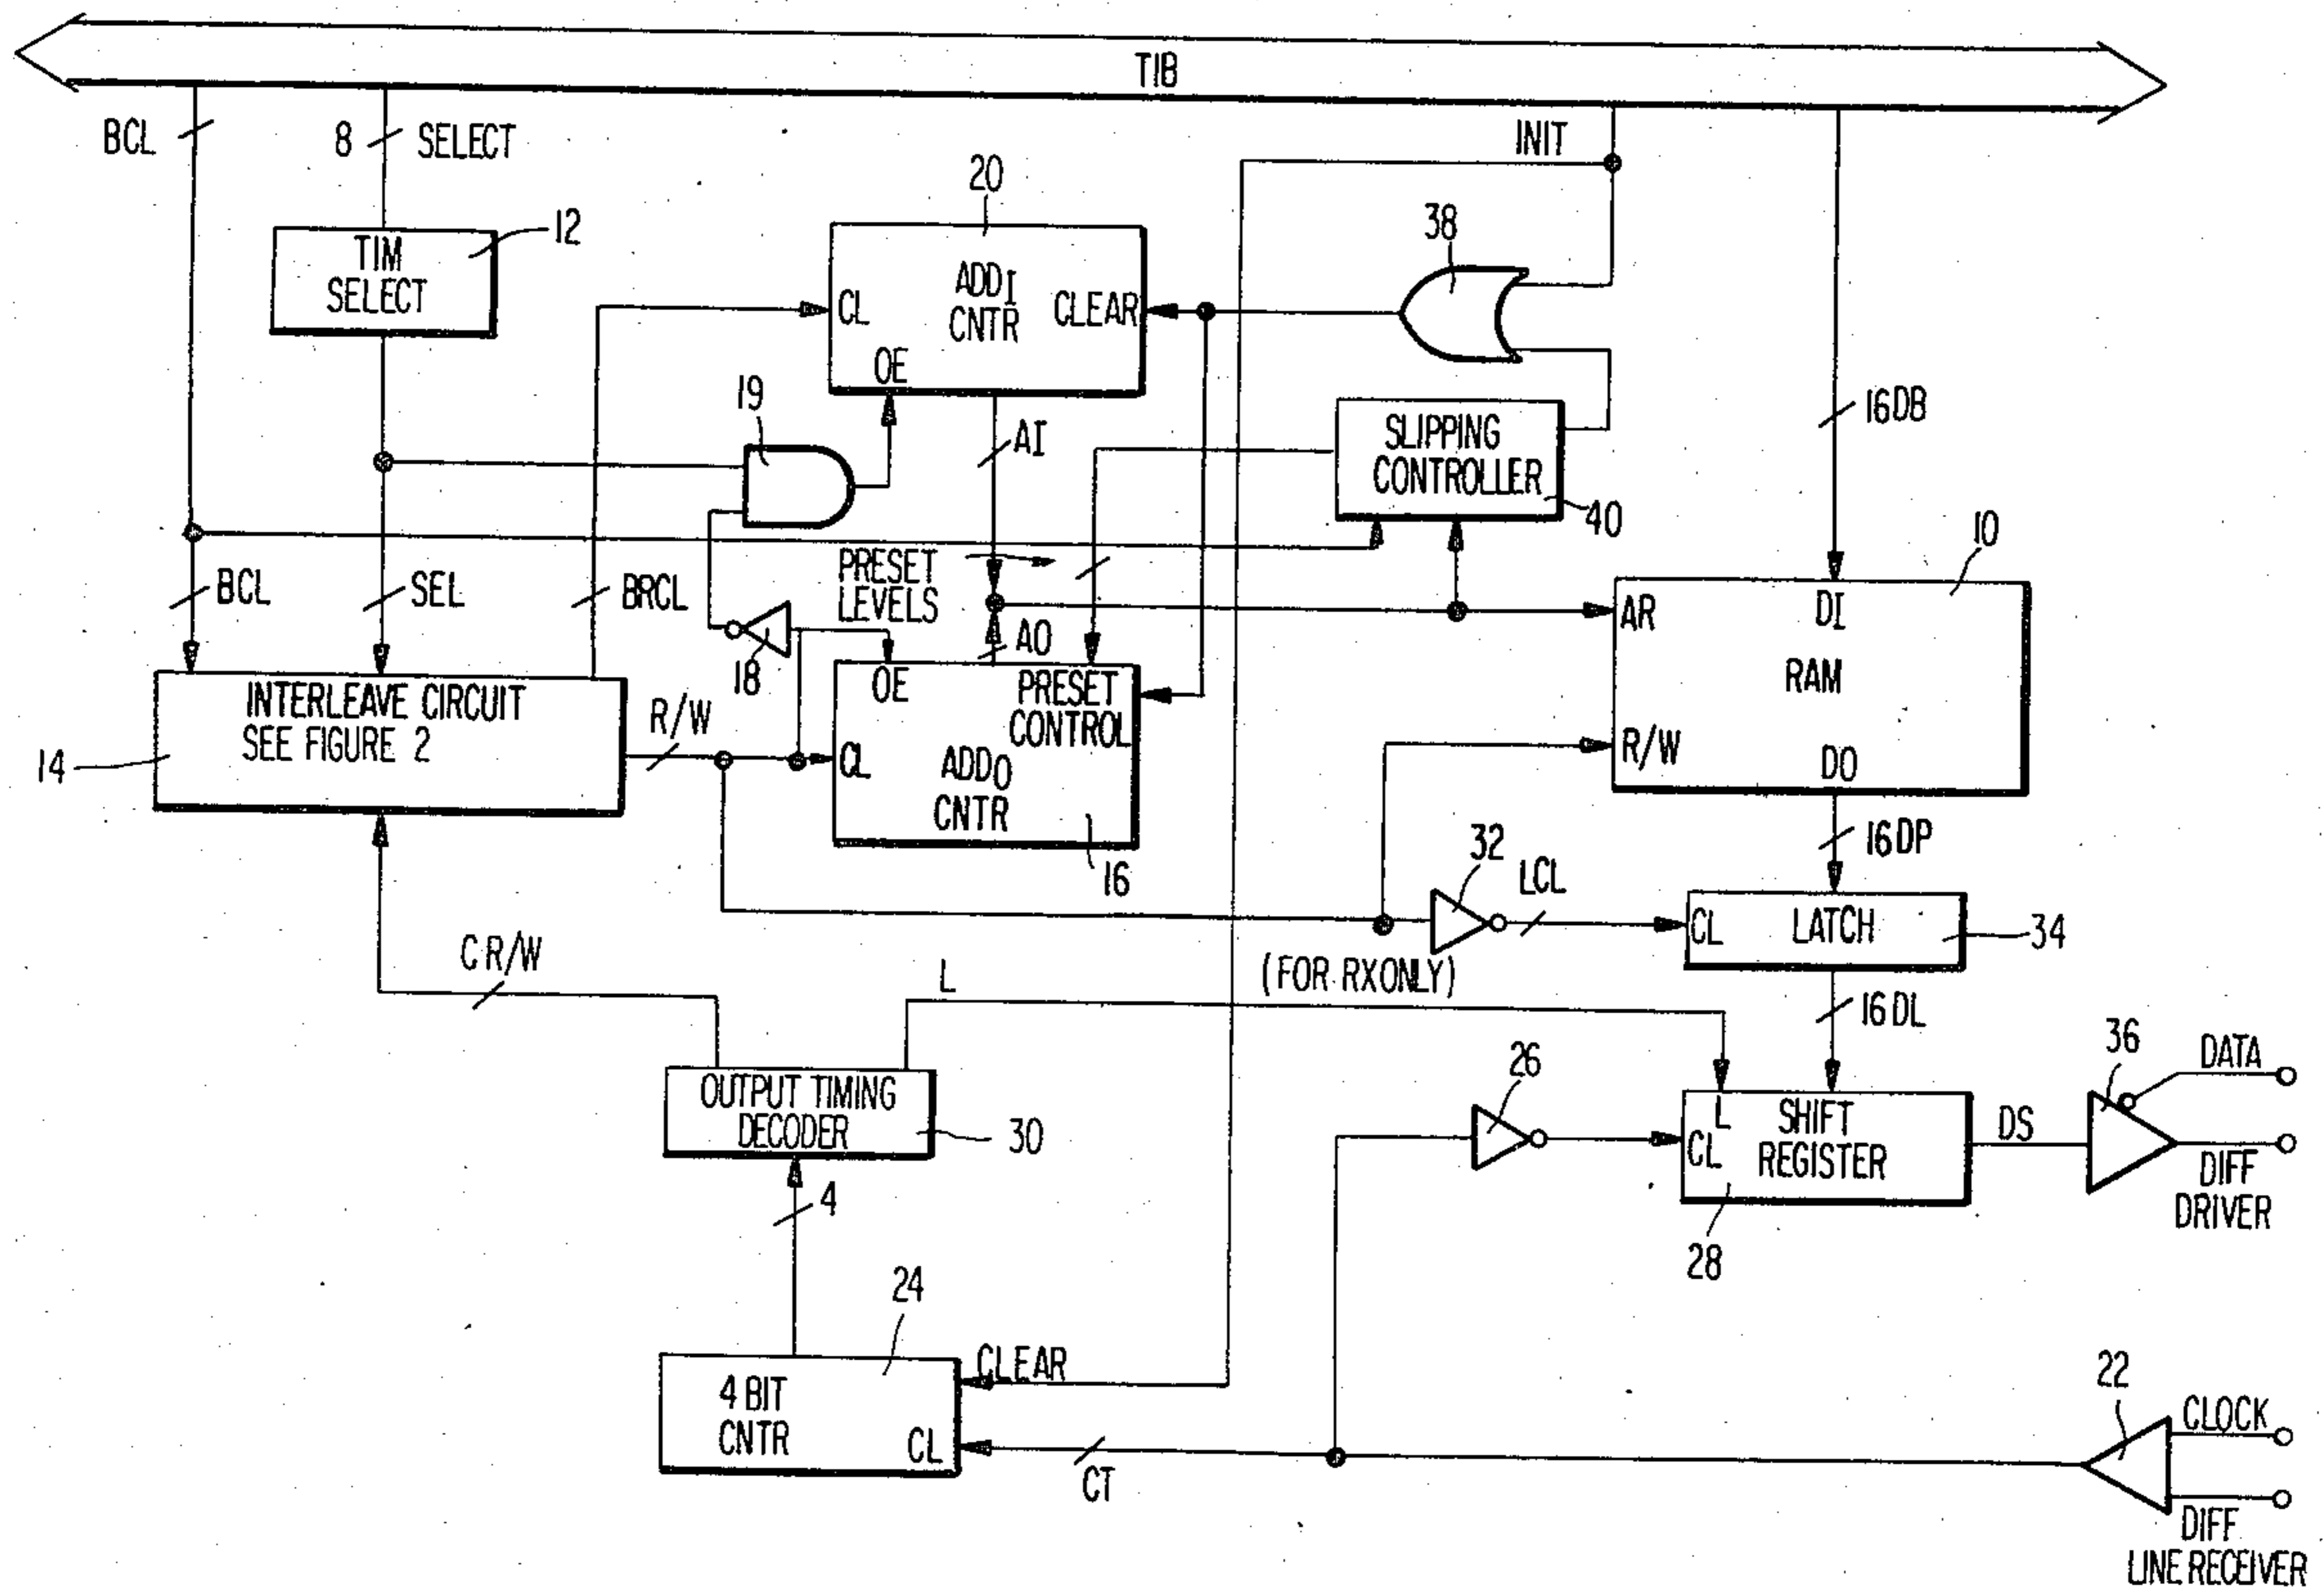 TIB
BCL
8
SELECT
INIT
20
38
12
TIM
SELECT
ADDI
CNTR
CL
CLEAR
OE
16DB
19
AI
SLIPPING
CONTROLLER
40
10
BCL
SEL
BRCL
PRESET
LEVELS
AR
DI
RAM
R/W
DO
18
AO
OE
PRESET
CONTROL
CL
ADDO
CNTR
16
INTERLEAVE CIRCUIT
SEE FIGURE 2
14
R/W
16DP
32
LCL
CL
LATCH
34
CR/W
L
(FOR RX ONLY)
16DL
26
36
DATA
OUTPUT TIMING
DECODER
30
L
SHIFT
REGISTER
CL
DS
DIFF
DRIVER
28
4
24
CLEAR
4 BIT
CNTR
CL
CT
22
CLOCK
DIFF
LINE RECEIVER